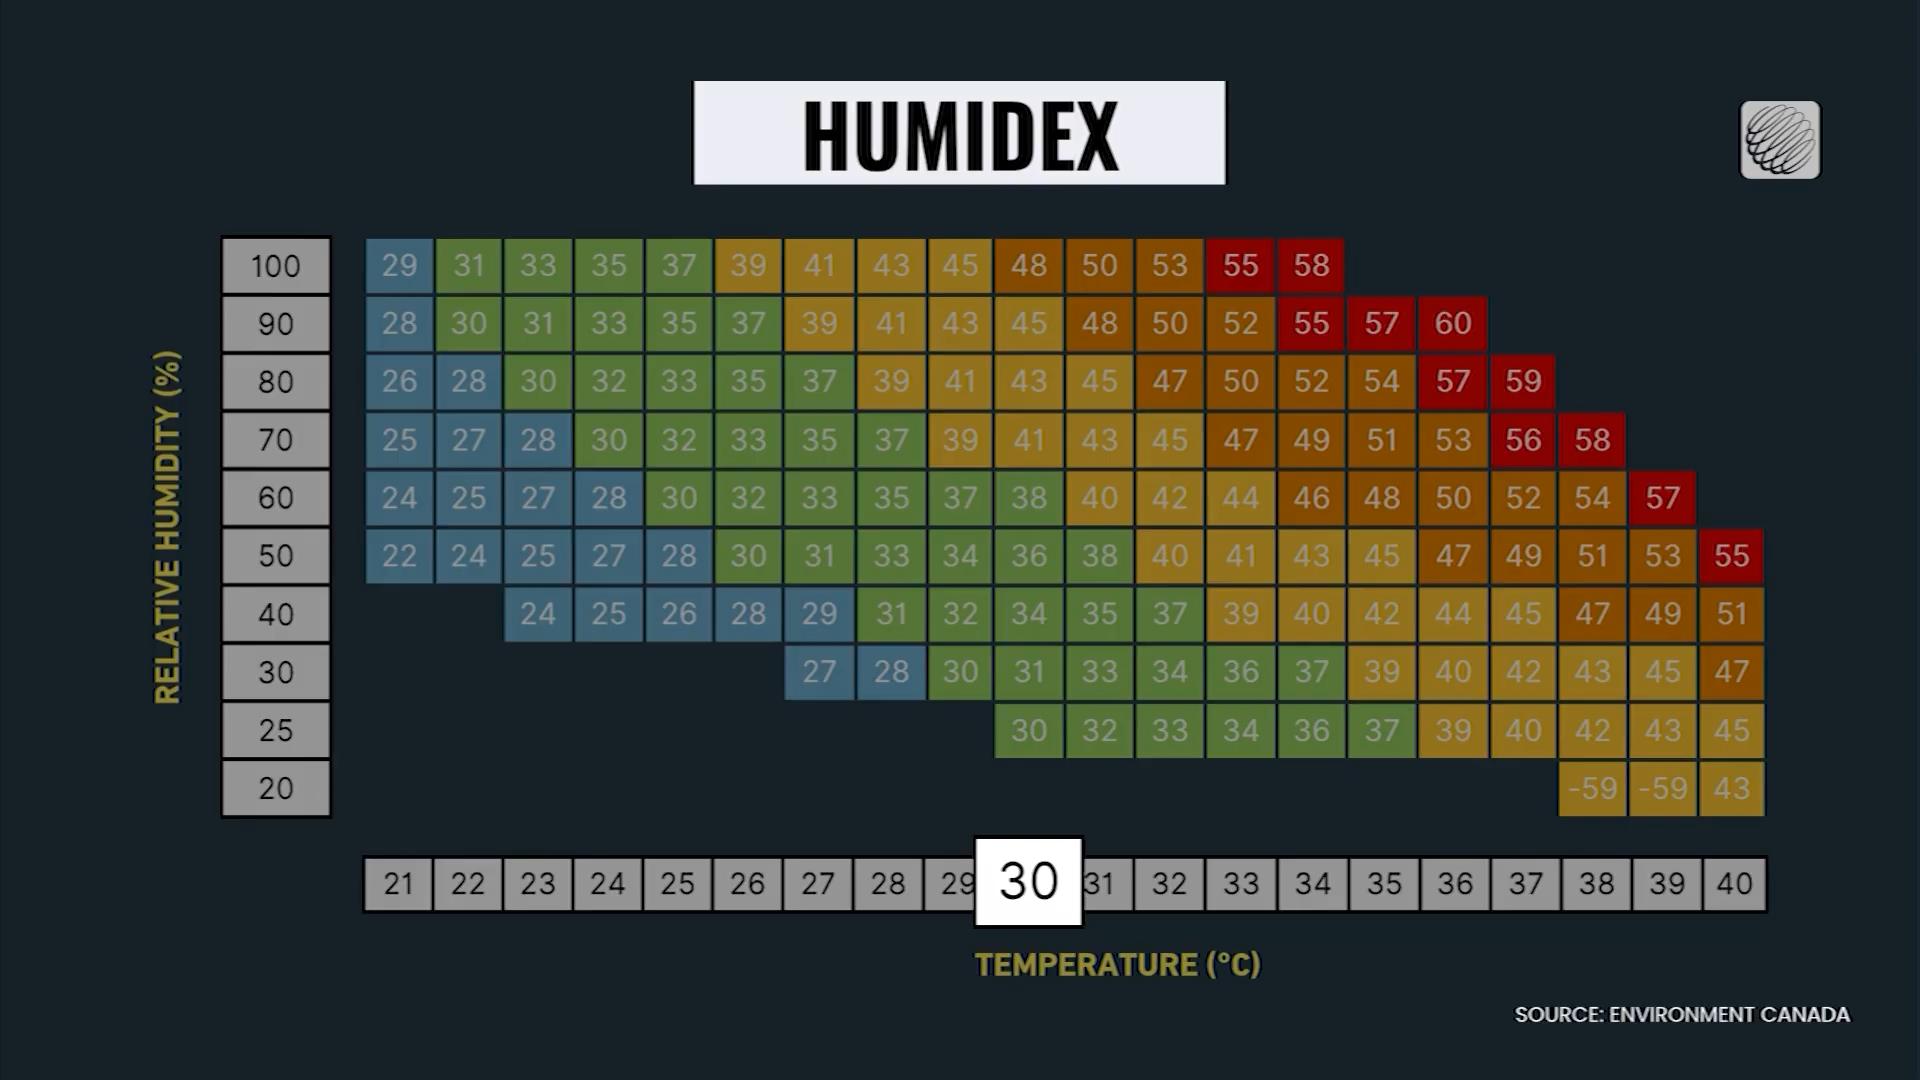 HUMIDEX
RELATIVE HUMIDITY (%)
100 29 31 33 35 37 39 41 43 45 48 50 53 55 58
90 28 30 31 33 35 37 39 41 43 45 48 50 52 55 57 60
80 26 28 30 32 33 35 37 39 41 43 45 47 50 52 54 57 59
70 25 27 28 30 32 33 35 37 39 41 43 45 47 49 51 53 56 58
60 24 25 27 28 30 32 33 35 37 38 40 42 44 46 48 50 52 54 57
50 22 24 25 27 28 30 31 33 34 36 38 40 41 43 45 47 49 51 53 55
40 24 25 26 28 29 31 32 34 35 37 39 40 42 44 45 47 49 51
30 27 28 30 31 33 34 36 37 39 40 42 43 45 47
25 30 32 33 34 36 37 39 40 42 43 45
20 -59 -59 43
21 22 23 24 25 26 27 28 29 30 31 32 33 34 35 36 37 38 39 40
TEMPERATURE (°C)
SOURCE: ENVIRONMENT CANADA